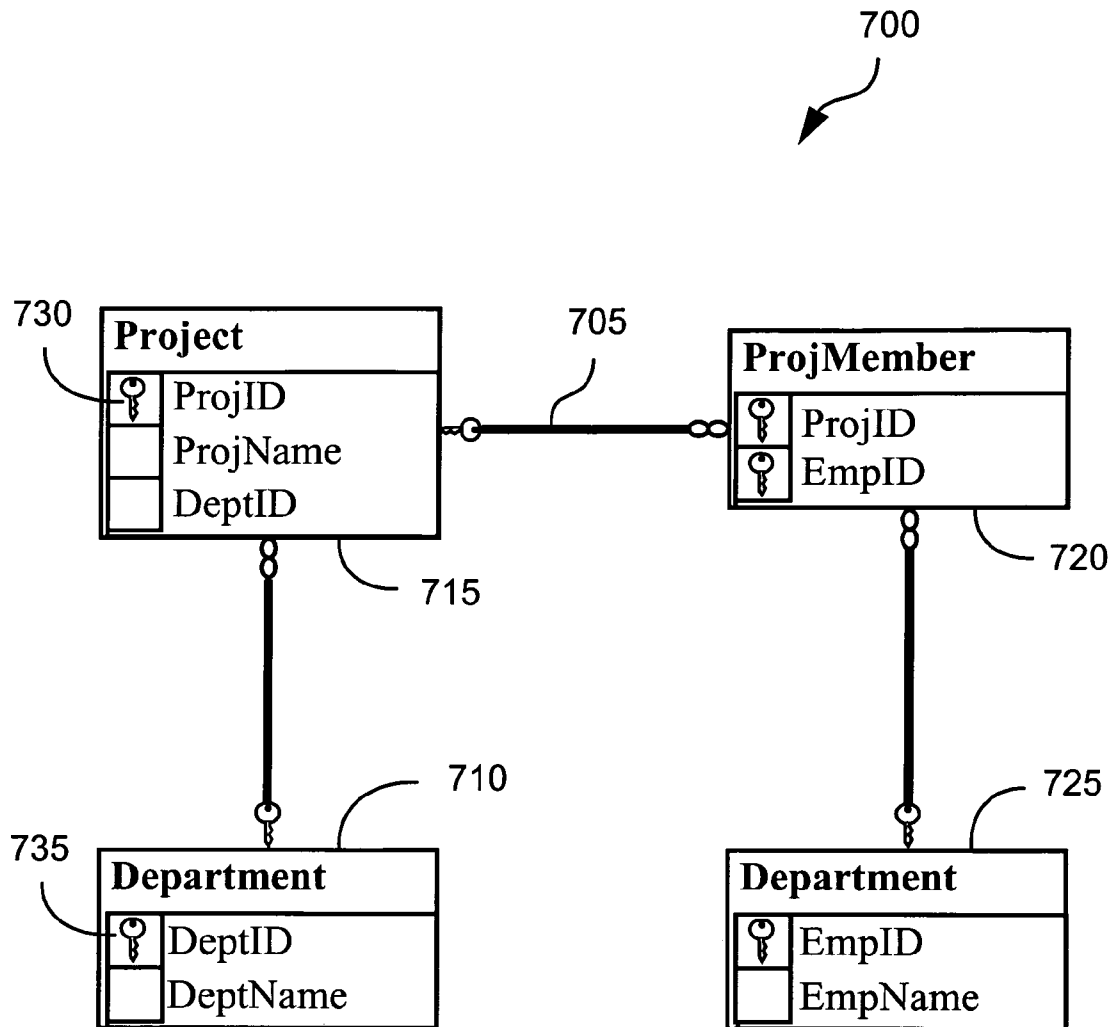 700
730
Project
ProjID
ProjName
DeptID
705
ProjMember
ProjID
EmpID
715
720
710
725
735
Department
DeptID
DeptName
Department
EmpID
EmpName